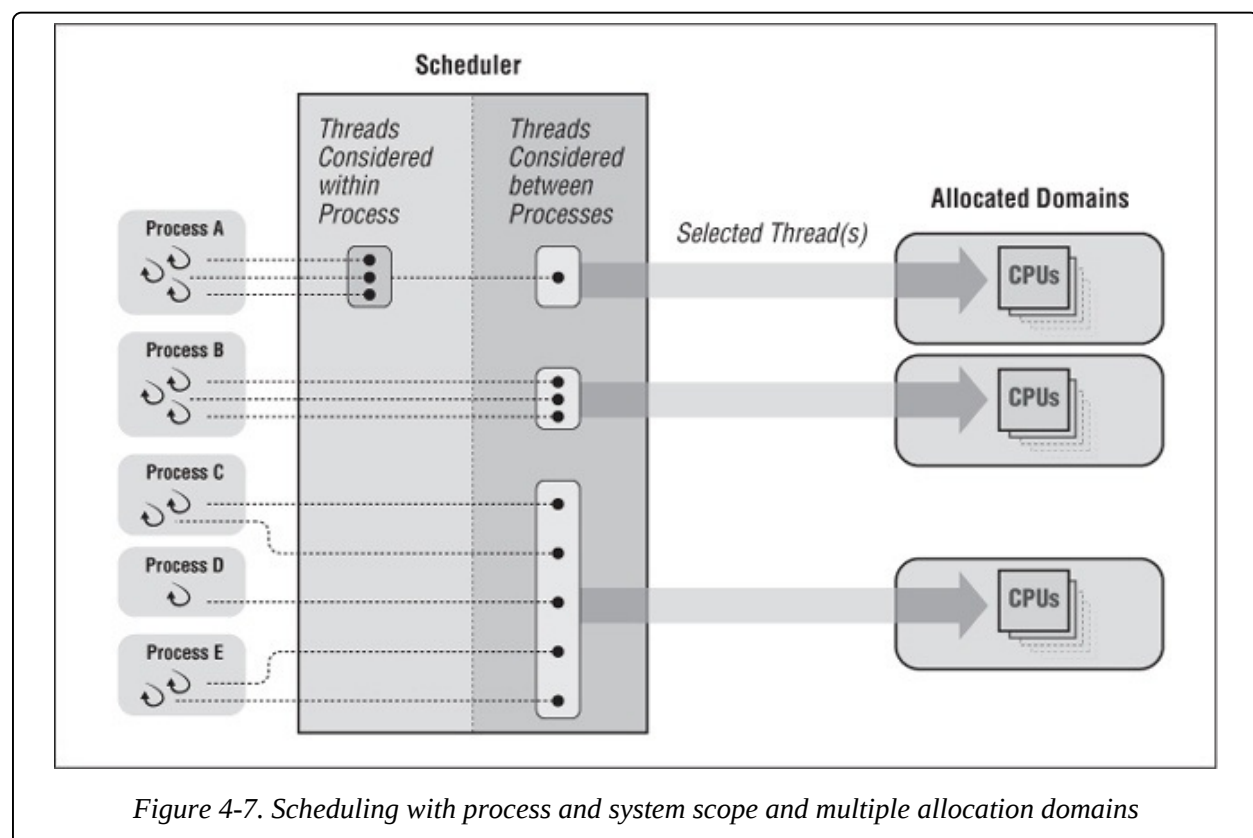 Scheduler
Threads
Considered
within
Process
Threads
Considered
between
Processes
Allocated Domains
Selected Thread(s)
Process A
CPUs
Process B
CPUs
Process C
Process D
CPUs
Process E
Figure 4-7. Scheduling with process and system scope and multiple allocation domains